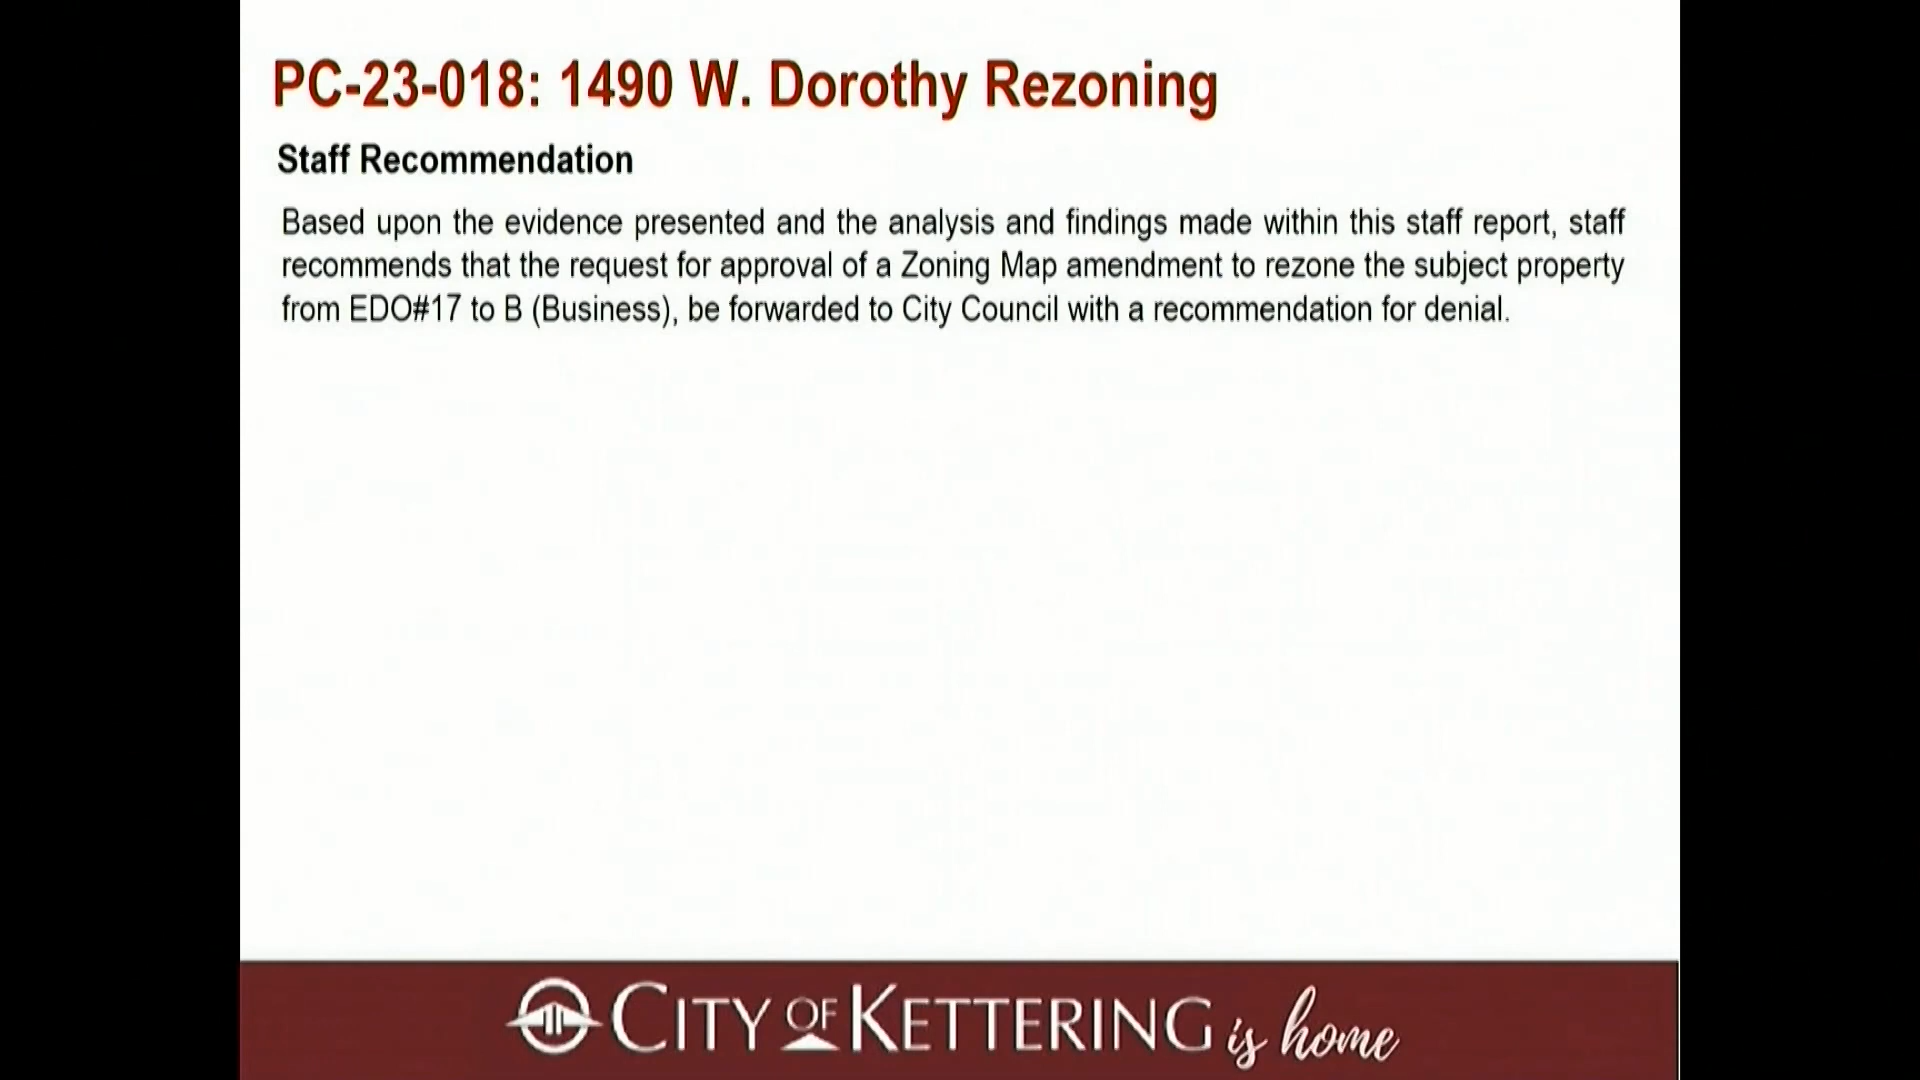 PC-23-018: 1490 W. Dorothy Rezoning
Staff Recommendation
Based upon the evidence presented and the analysis and findings made within this staff report, staff
recommends that the request for approval of a Zoning Map amendment to rezone the subject property
from EDO#17 to B (Business), be forwarded to City Council with a recommendation for denial.
CITY OF KETTERING is home